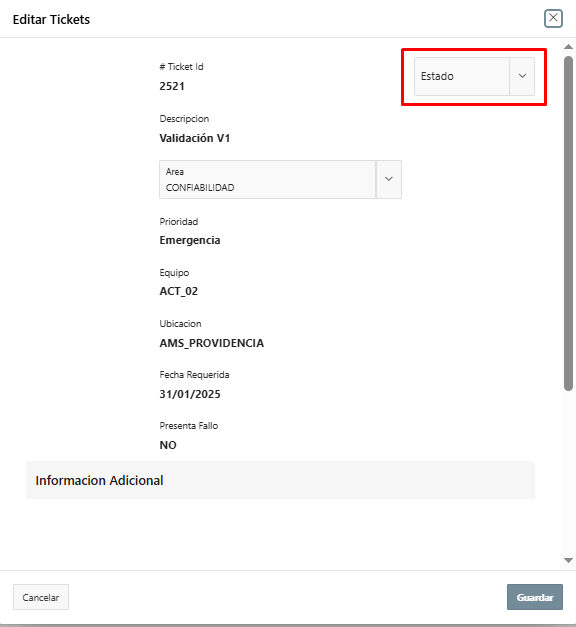 Editar Tickets
# Ticket Id
2521
Estado
Descripcion
Validación V1
Area
CONFIABILIDAD
Prioridad
Emergencia
Equipo
ACT_02
Ubicacion
AMS_PROVIDENCIA
Fecha Requerida
31/01/2025
Presenta Fallo
NO
Informacion Adicional
Cancelar
Guardar